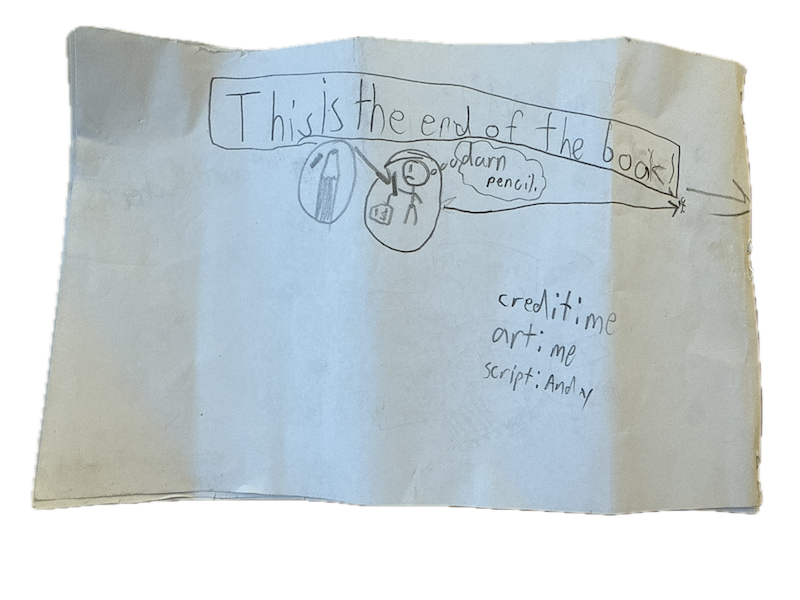 This is the end of the book!
darn
pencil.
credit: me
art: me
script: Andy